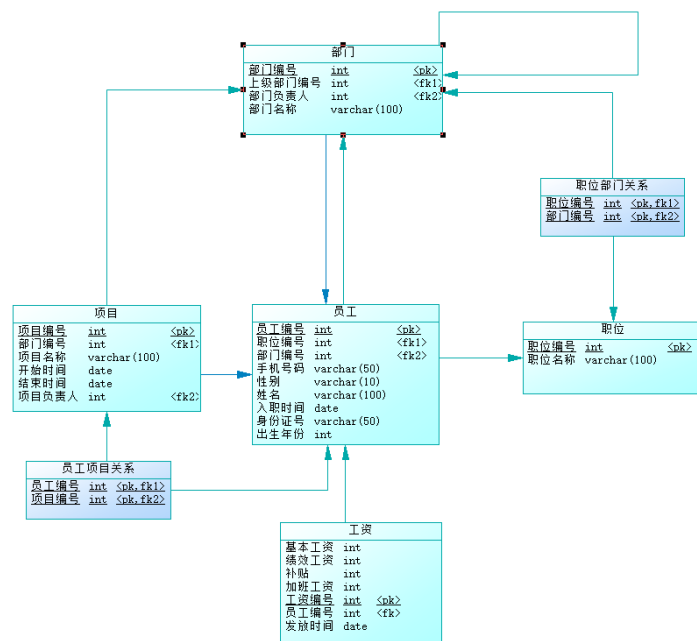 部门
部门编号 int <pk>
上级部门编号 int <fk1>
部门负责人 int <fk2>
部门名称 varchar(100)
职位部门关系
职位编号 int <pk,fk1>
部门编号 int <pk,fk2>
项目
项目编号 int <pk>
部门编号 int <fk1>
项目名称 varchar(100)
开始时间 date
结束时间 date
项目负责人 int <fk2>
员工
员工编号 int <pk>
职位编号 int <fk1>
部门编号 int <fk2>
手机号码 varchar(50)
性别 varchar(10)
姓名 varchar(100)
入职时间 date
身份证号 varchar(50)
出生年份 int
职位
职位编号 int <pk>
职位名称 varchar(100)
员工项目关系
员工编号 int <pk,fk1>
项目编号 int <pk,fk2>
工资
基本工资 int
绩效工资 int
补贴 int
加班工资 int
工资编号 int <pk>
员工编号 int <fk>
发放时间 date